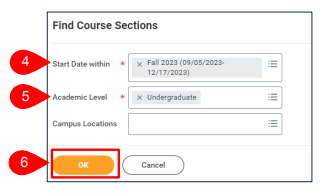 Find Course Sections
4
Start Date within * × Fall 2023 (09/05/2023-
12/17/2023)
5
Academic Level * × Undergraduate
Campus Locations
6
OK Cancel